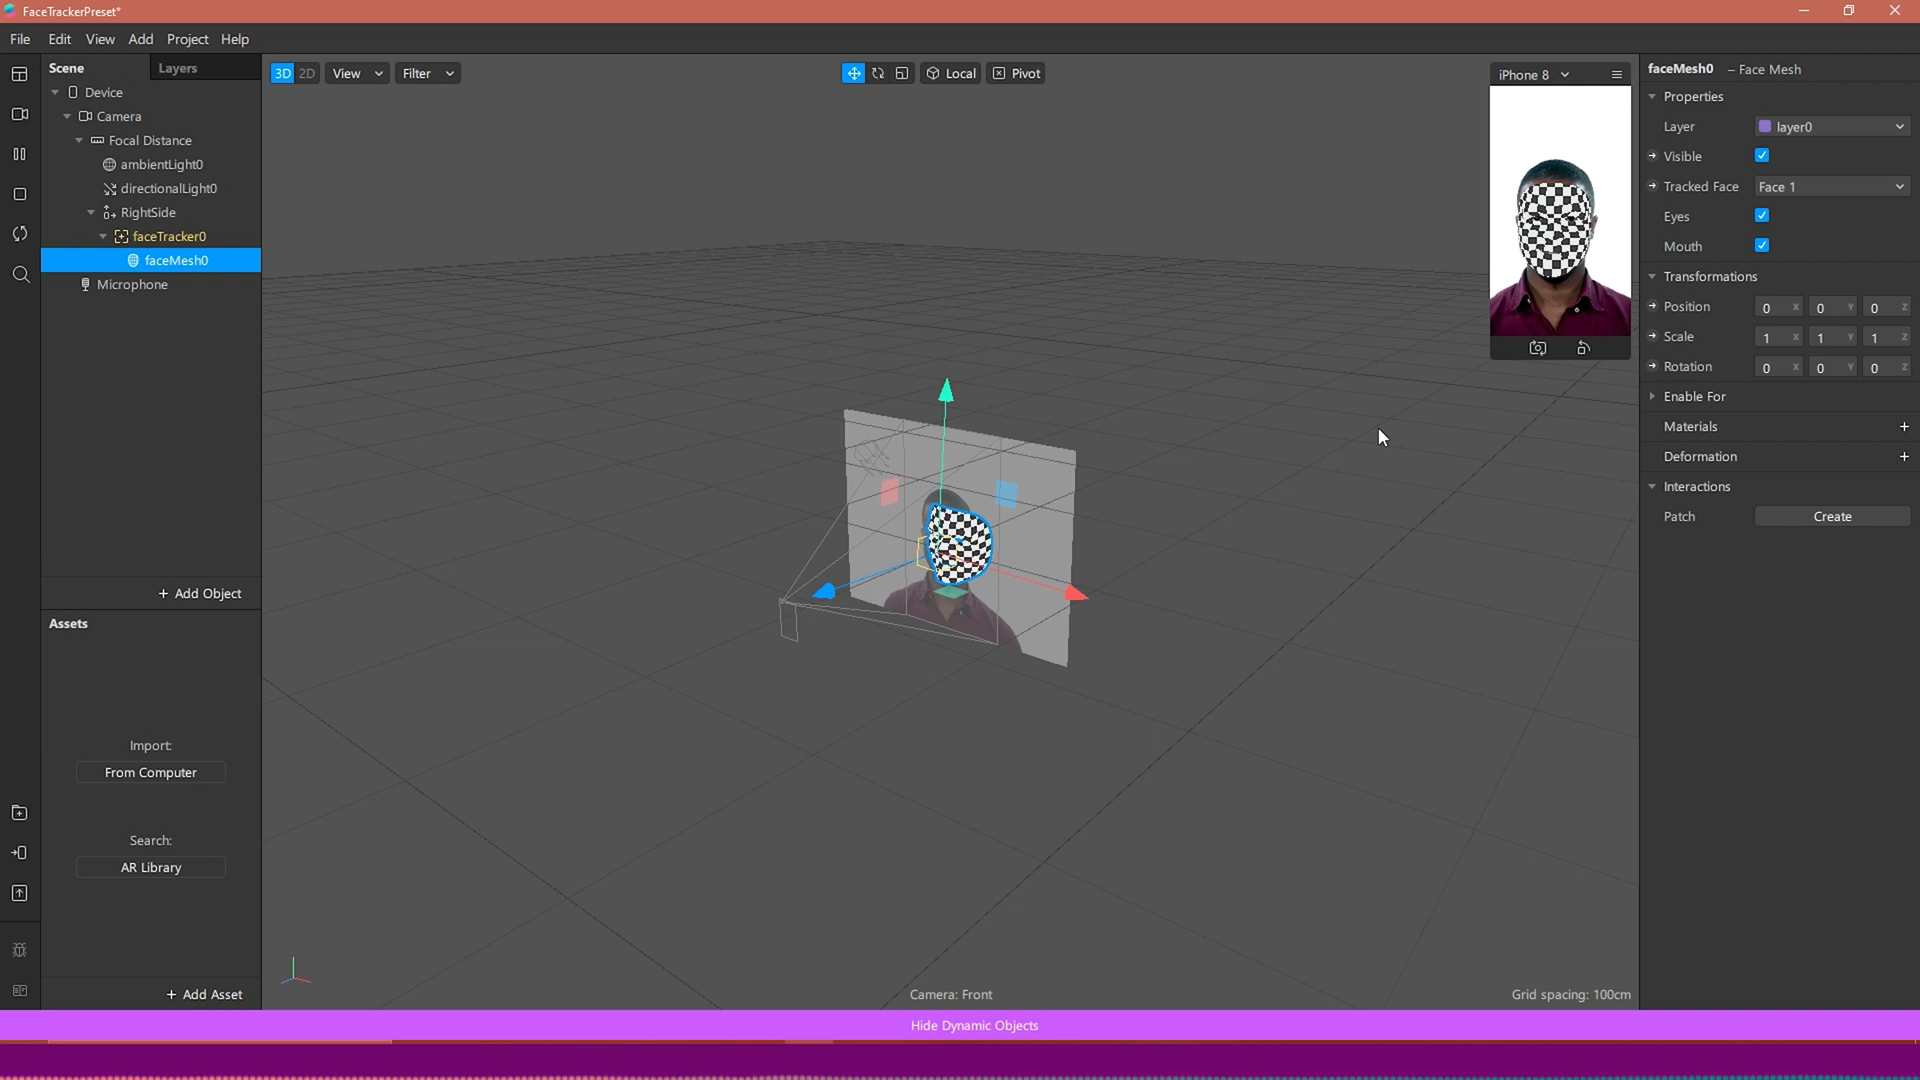 FaceTrackerPreset*
File Edit View Add Project Help
Scene Layers
Device
Camera
Focal Distance
ambientLight0
directionalLight0
RightSide
faceTracker0
faceMesh0
Microphone
+ Add Object
Assets
Import:
From Computer
Search:
AR Library
+ Add Asset
3D 2D View Filter Local Pivot
iPhone 8
Camera: Front
Grid spacing: 100cm
faceMesh0 – Face Mesh
Properties
Layer layer0
Visible
Tracked Face Face 1
Eyes
Mouth
Transformations
Position 0 X 0 Y 0 Z
Scale 1 X 1 Y 1 Z
Rotation 0 X 0 Y 0 Z
Enable For
Materials +
Deformation +
Interactions
Patch Create
Hide Dynamic Objects